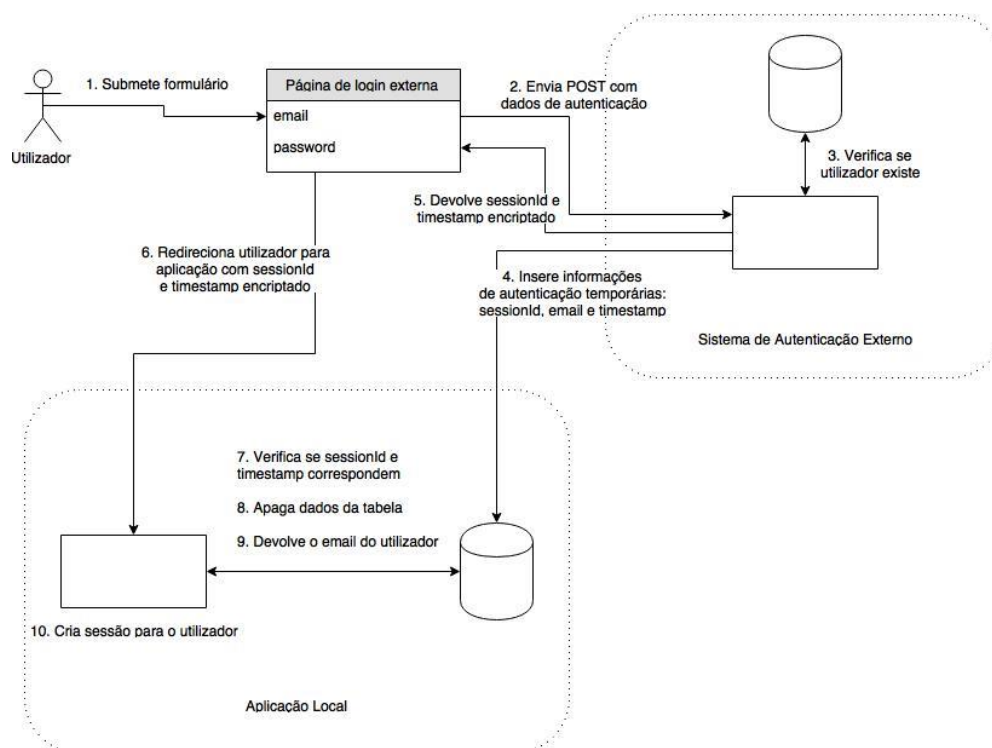 1. Submete formulário
Utilizador
Página de login externa
email
password
2. Envia POST com
dados de autenticação
3. Verifica se
utilizador existe
5. Devolve sessionId e
timestamp encriptado
4. Insere informações
de autenticação temporárias:
sessionId, email e timestamp
Sistema de Autenticação Externo
6. Redireciona utilizador para
aplicação com sessionId
e timestamp encriptado
7. Verifica se sessionId e
timestamp correspondem
8. Apaga dados da tabela
9. Devolve o email do utilizador
10. Cria sessão para o utilizador
Aplicação Local